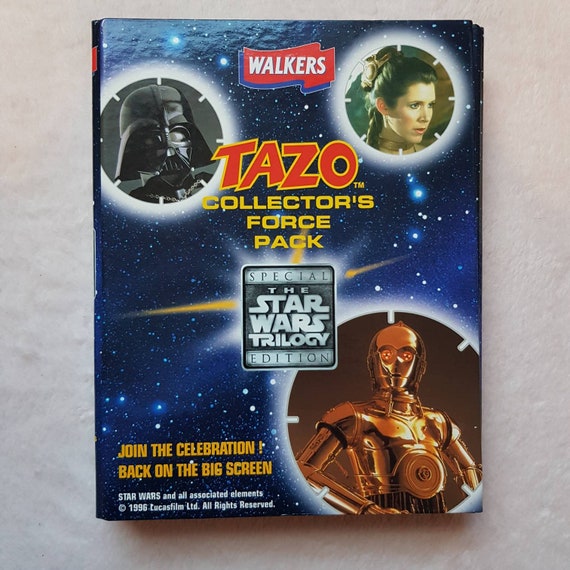 WALKERS
TAZO™
COLLECTOR'S
FORCE
PACK
SPECIAL
THE
STAR
WARS
TRILOGY
EDITION
JOIN THE CELEBRATION !
BACK ON THE BIG SCREEN
STAR WARS and all associated elements
© 1996 Lucasfilm Ltd. All Rights Reserved.